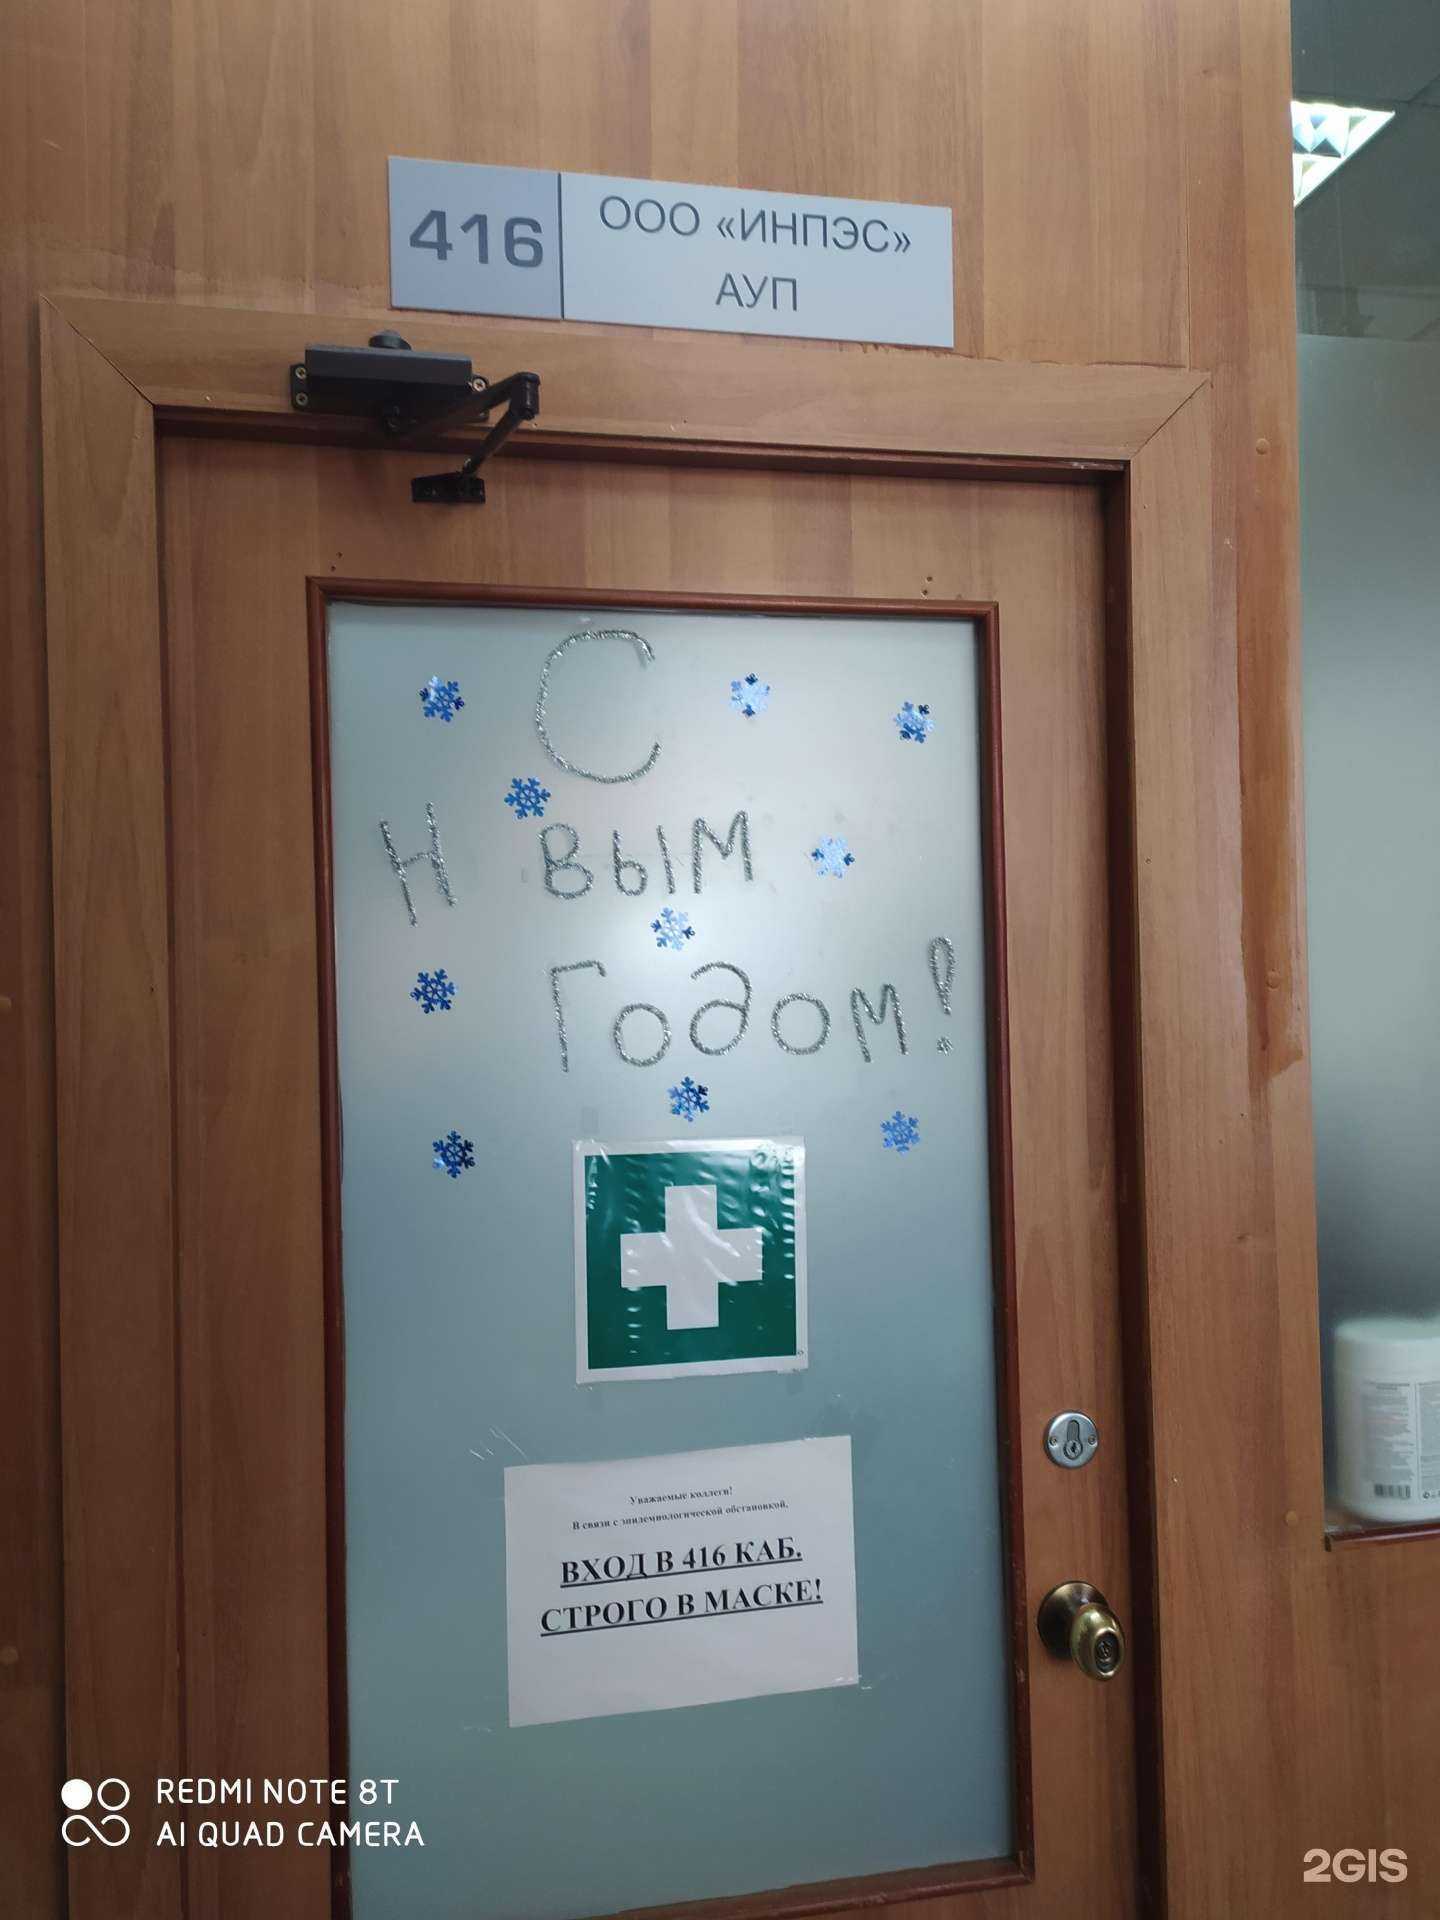 416
ООО «ИНПЭС»
АУП
С
Н вым
Годом!
Уважаемые коллеги!
В связи с эпидемиологической обстановкой,
ВХОД В 416 КАБ.
СТРОГО В МАСКЕ!
REDMI NOTE 8T
AI QUAD CAMERA
2GIS